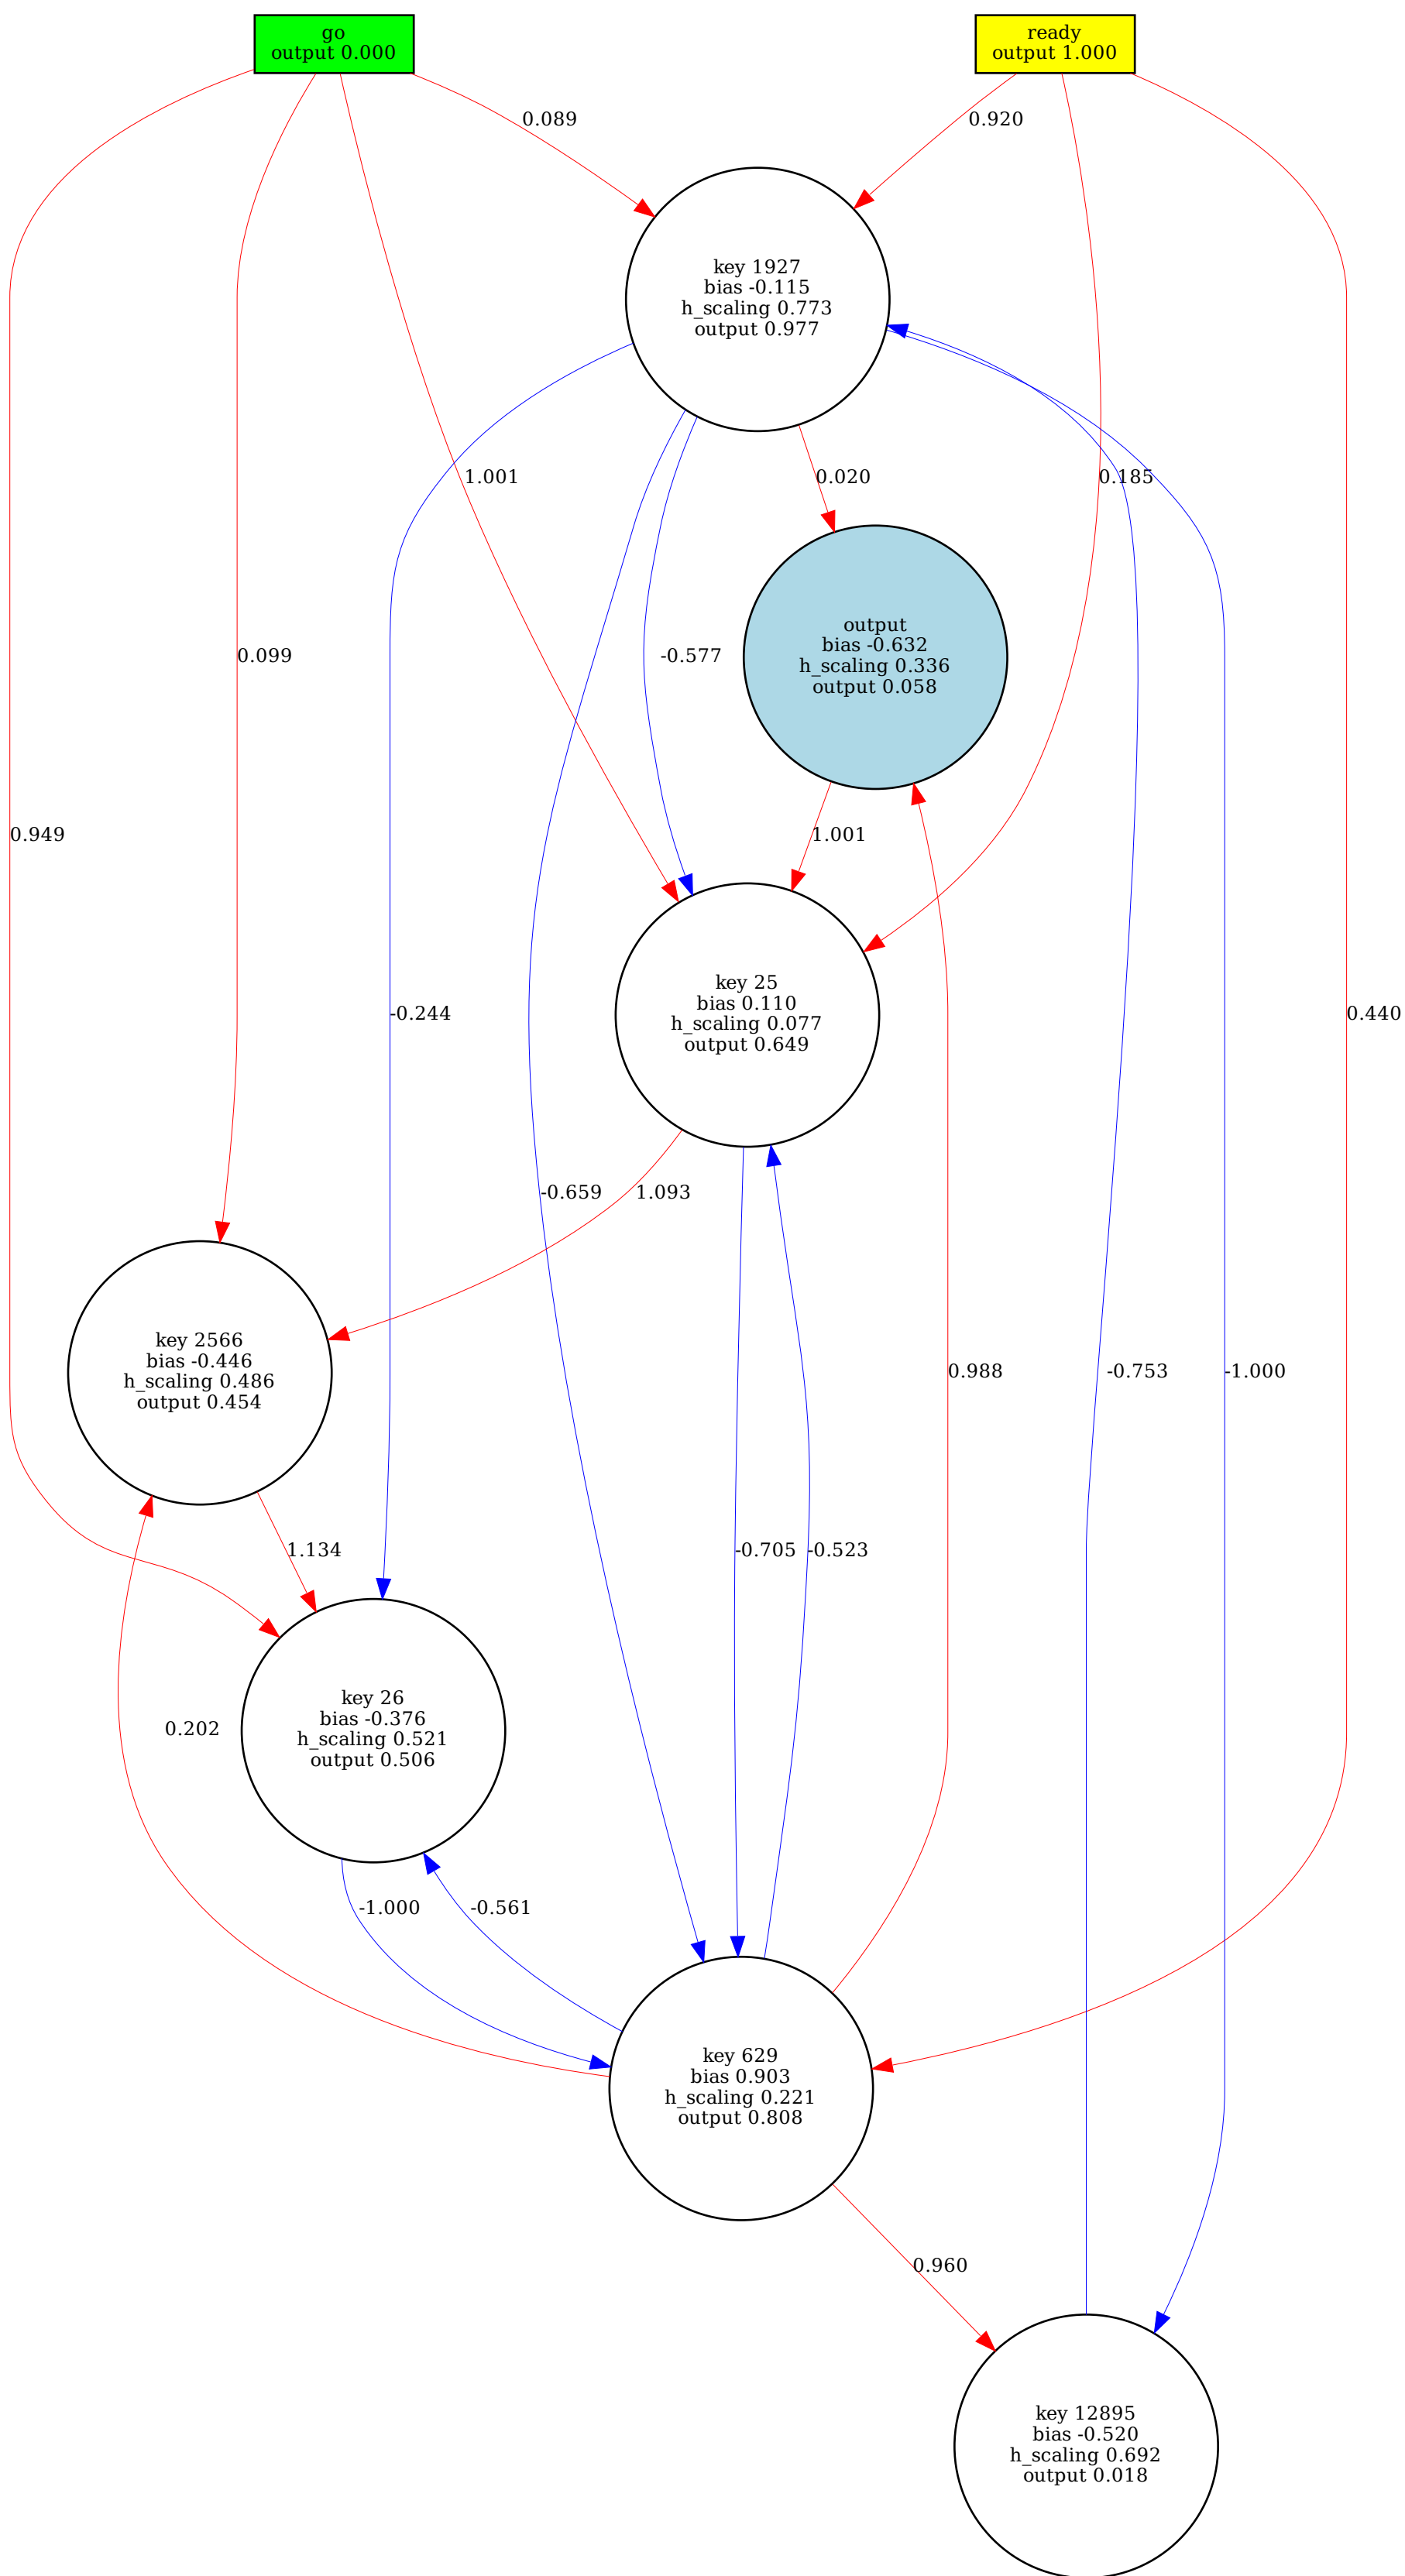 go
output 0.000
ready
output 1.000
0.089
0.920
key 1927
bias -0.115
h_scaling 0.773
output 0.977
1.001
0.020
0.185
0.099
-0.577
output
bias -0.632
h_scaling 0.336
output 0.058
0.949
1.001
-0.244
key 25
bias 0.110
h_scaling 0.077
output 0.649
0.440
-0.659
1.093
key 2566
bias -0.446
h_scaling 0.486
output 0.454
0.988
-0.753
-1.000
1.134
-0.705
-0.523
0.202
key 26
bias -0.376
h_scaling 0.521
output 0.506
-1.000
-0.561
key 629
bias 0.903
h_scaling 0.221
output 0.808
0.960
key 12895
bias -0.520
h_scaling 0.692
output 0.018